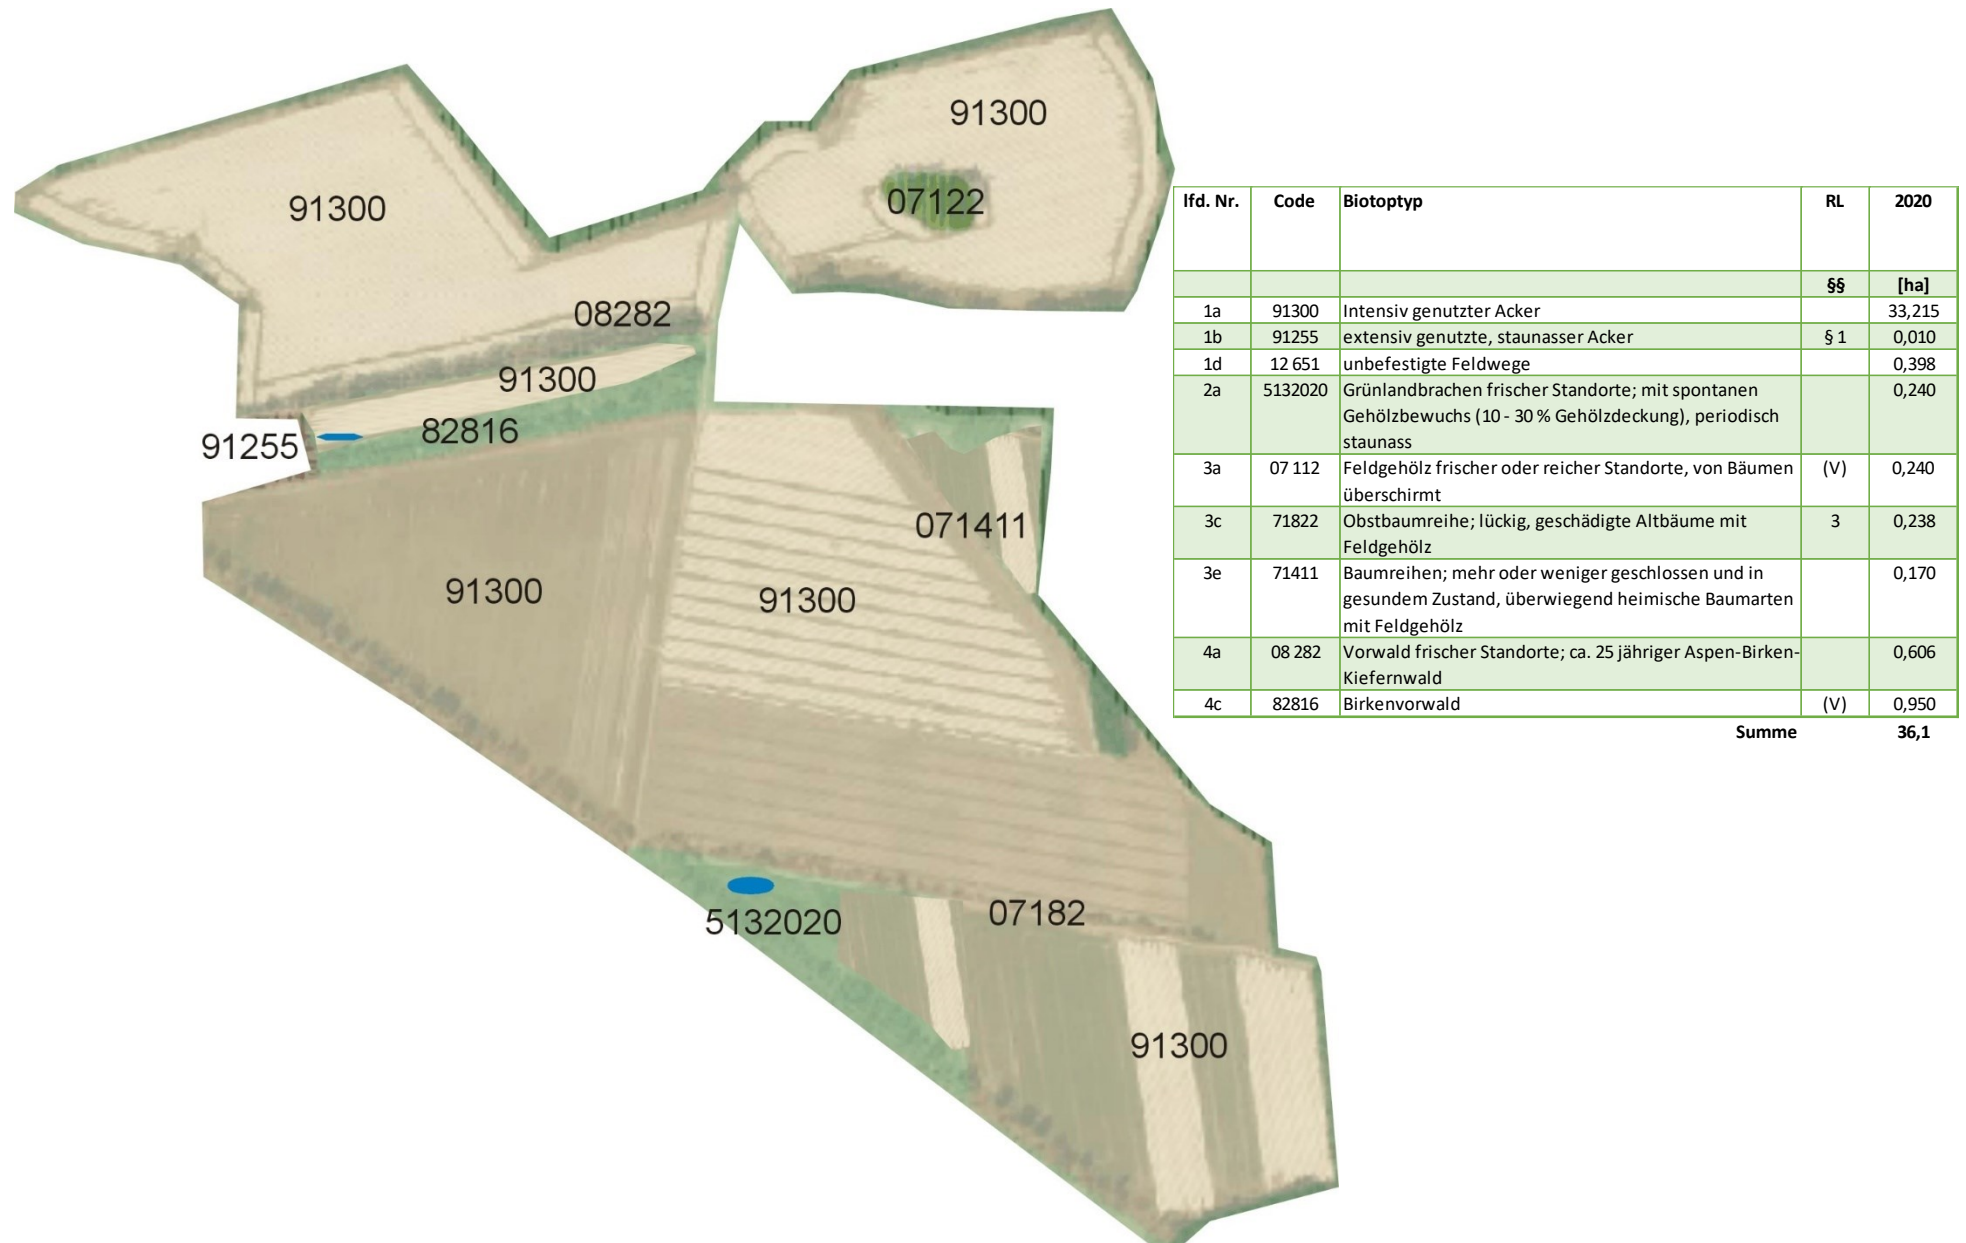 91300
07122
91300
08282
91300
91255
82816
071411
91300
91300
5132020
07182
91300
lfd. Nr. Code Biotoptyp RL 2020
§§ [ha]
1a 91300 Intensiv genutzter Acker 33,215
1b 91255 extensiv genutzte, staunasser Acker § 1 0,010
1d 12 651 unbefestigte Feldwege 0,398
2a 5132020 Grünlandbrachen frischer Standorte; mit spontanen 0,240
Gehölzbewuchs (10 - 30 % Gehölzdeckung), periodisch
staunass
3a 07 112 Feldgehölz frischer oder reicher Standorte, von Bäumen (V) 0,240
überschirmt
3c 71822 Obstbaumreihe; lückig, geschädigte Altbäume mit 3 0,238
Feldgehölz
3e 71411 Baumreihen; mehr oder weniger geschlossen und in 0,170
gesundem Zustand, überwiegend heimische Baumarten
mit Feldgehölz
4a 08 282 Vorwald frischer Standorte; ca. 25 jähriger Aspen-Birken- 0,606
Kiefernwald
4c 82816 Birkenvorwald (V) 0,950
Summe 36,1